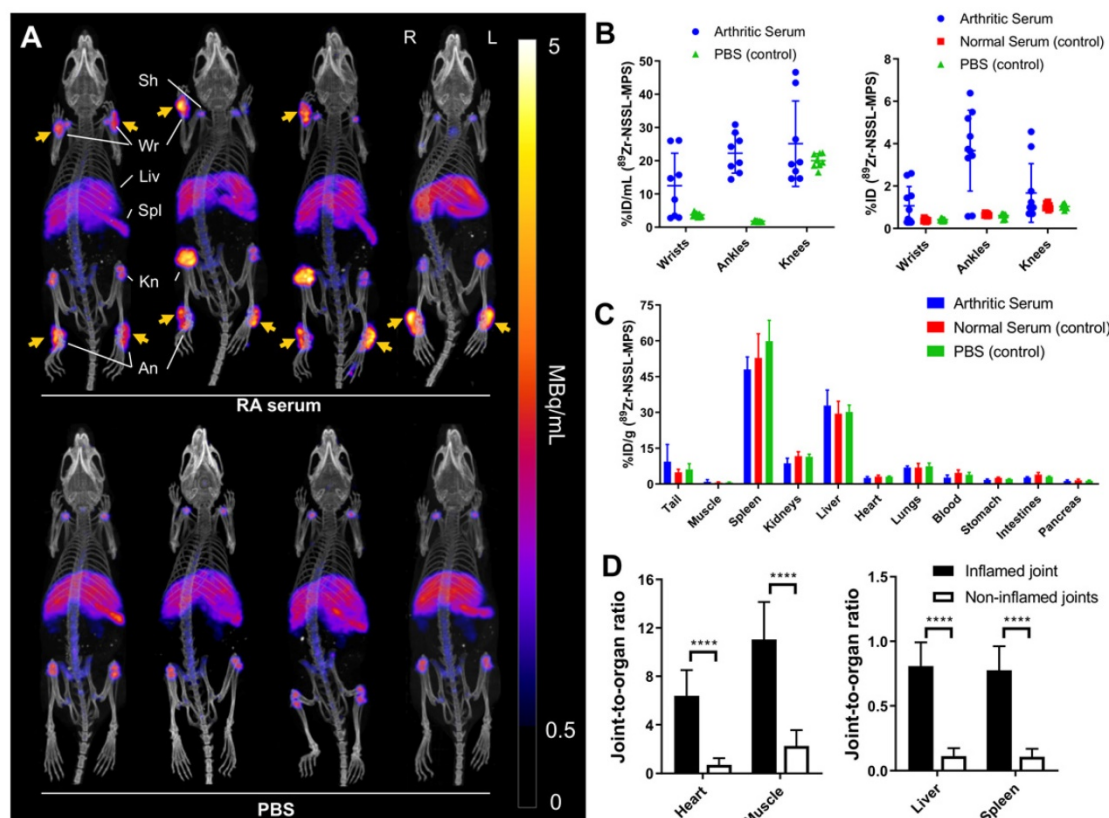 A
R L
Sh
Wr
Liv
Spl
Kn
An
RA serum
PBS
5
MBq/mL
0.5
0
B
Arthritic Serum
PBS (control)
%ID/mL (⁸⁹Zr-NSSL-MPS)
50
40
30
20
10
0
Wrists Ankles Knees
Arthritic Serum
Normal Serum (control)
PBS (control)
%ID (⁸⁹Zr-NSSL-MPS)
8
6
4
2
0
Wrists Ankles Knees
C
Arthritic Serum
Normal Serum (control)
PBS (control)
%ID/g (⁸⁹Zr-NSSL-MPS)
75
60
45
30
15
0
Tail Muscle Spleen Kidneys Liver Heart Lungs Blood Stomach Intestines Pancreas
D
Joint-to-organ ratio
16
12
8
4
0
****
****
Heart Muscle
Inflamed joint
Non-inflamed joints
Joint-to-organ ratio
1.5
1.0
0.5
0.0
**** ****
Liver Spleen